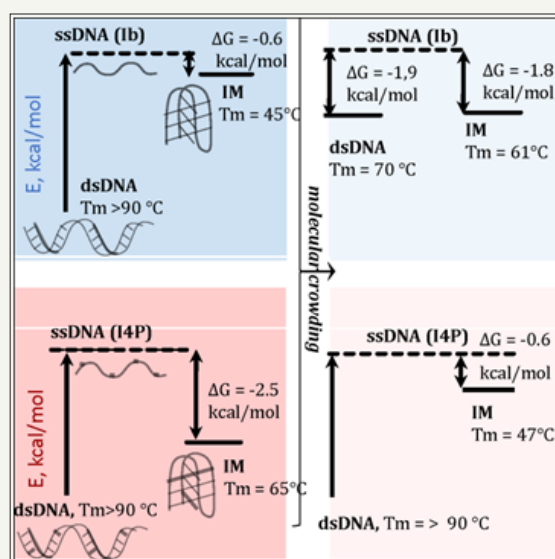 ssDNA (Ib)
ΔG = -0.6
kcal/mol
IM
Tm = 45°C
E, kcal/mol
dsDNA
Tm >90 °C
ssDNA (Ib)
ΔG = -1,9
kcal/mol
ΔG = -1.8
kcal/mol
dsDNA
Tm = 70 °C
IM
Tm = 61°C
molecular crowding
ssDNA (I4P)
ΔG = -2.5
kcal/mol
IM
Tm = 65°C
E, kcal/mol
dsDNA, Tm>90 °C
ssDNA (I4P)
ΔG = -0.6
kcal/mol
IM
Tm = 47°C
dsDNA, Tm = > 90 °C